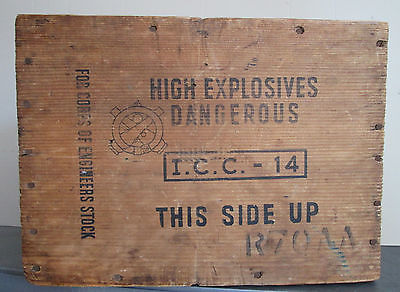 HIGH EXPLOSIVES
DANGEROUS
I.C.C. - 14
THIS SIDE UP
FOR CORPS OF ENGINEERS STOCK